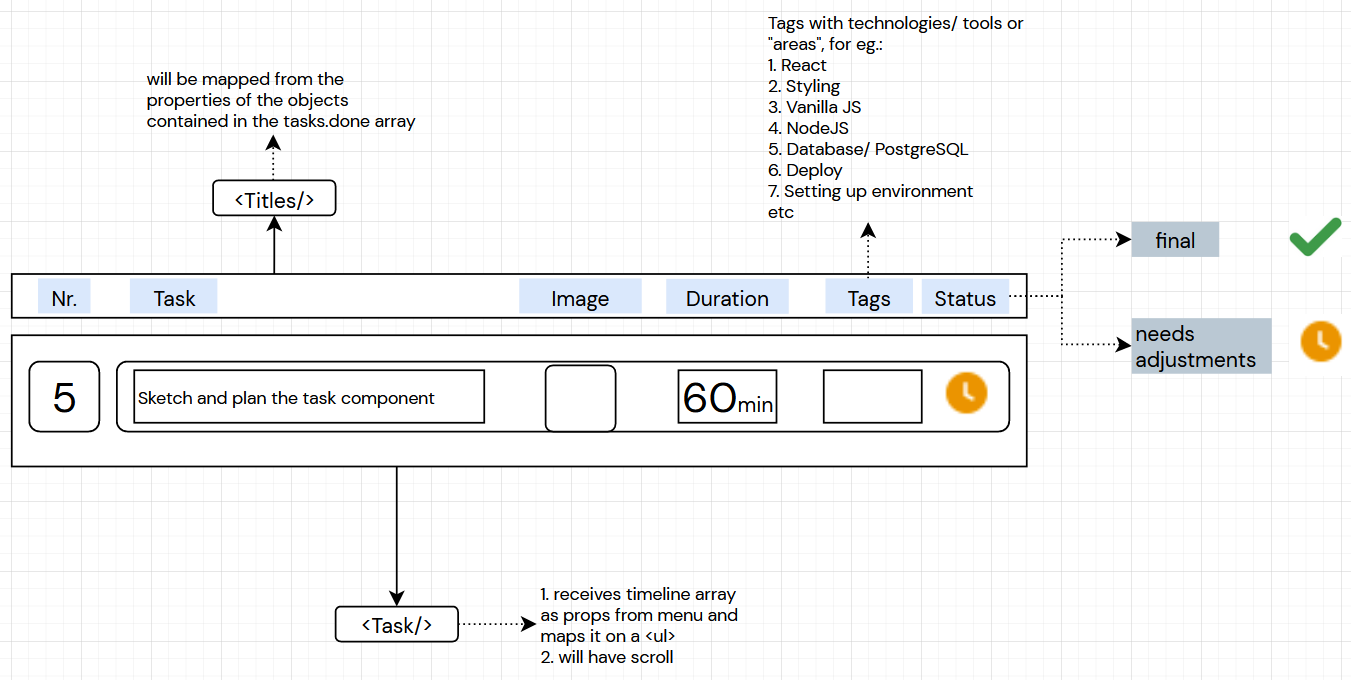 Tags with technologies/ tools or
"areas", for eg.:
1. React
2. Styling
3. Vanilla JS
4. NodeJS
5. Database/ PostgreSQL
6. Deploy
7. Setting up environment
etc
will be mapped from the
properties of the objects
contained in the tasks.done array
<Titles/>
final
Nr.
Task
Image
Duration
Tags
Status
needs
adjustments
5
Sketch and plan the task component
60min
<Task/>
1. receives timeline array
as props from menu and
maps it on a <ul>
2. will have scroll